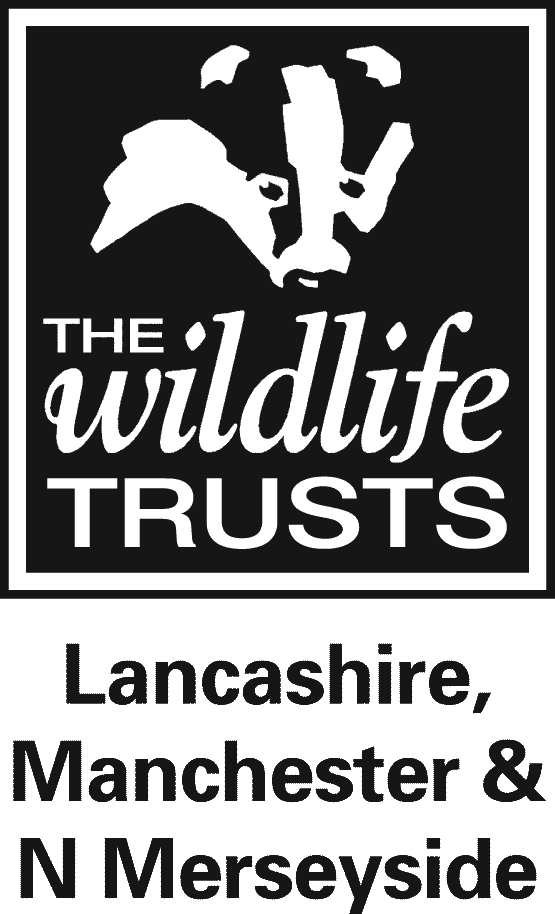 THE
wildlife
TRUSTS
Lancashire,
Manchester &
N Merseyside